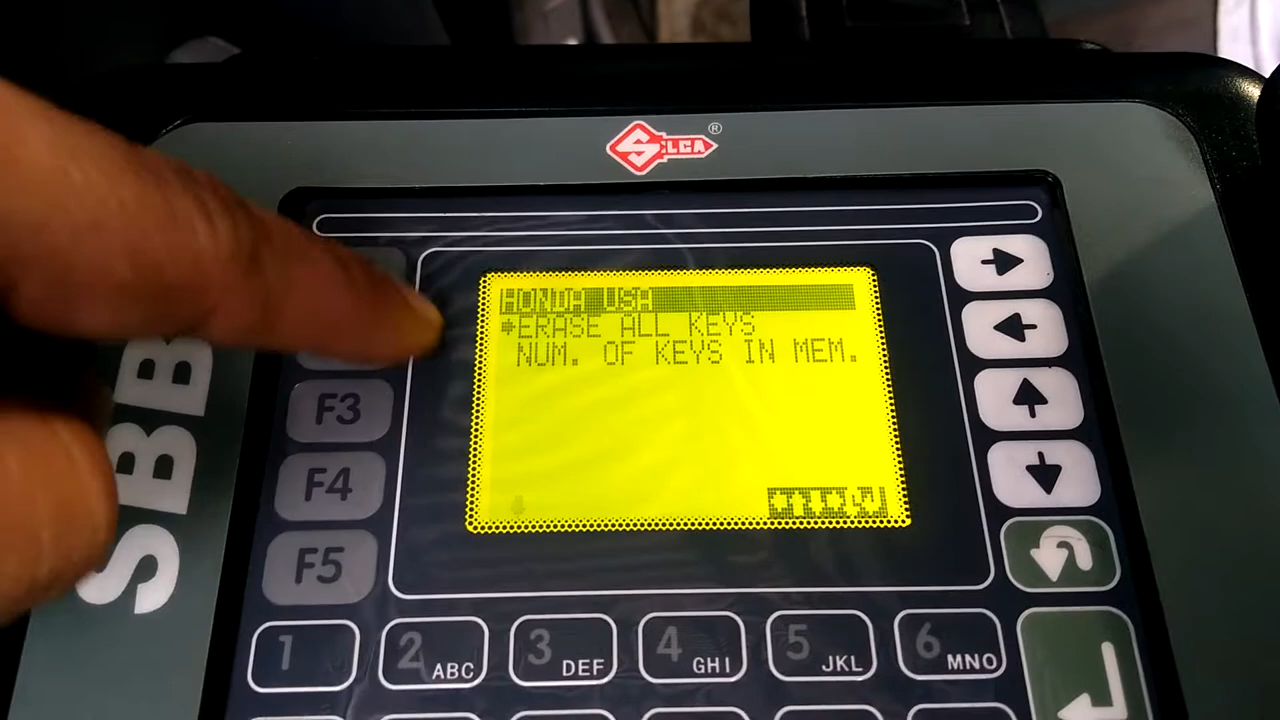 SILCA®
HONDA USA
ERASE ALL KEYS
NUM. OF KEYS IN MEM.
SBB
F3
F4
F5
1
2 ABC
3 DEF
4 GHI
5 JKL
6 MNO